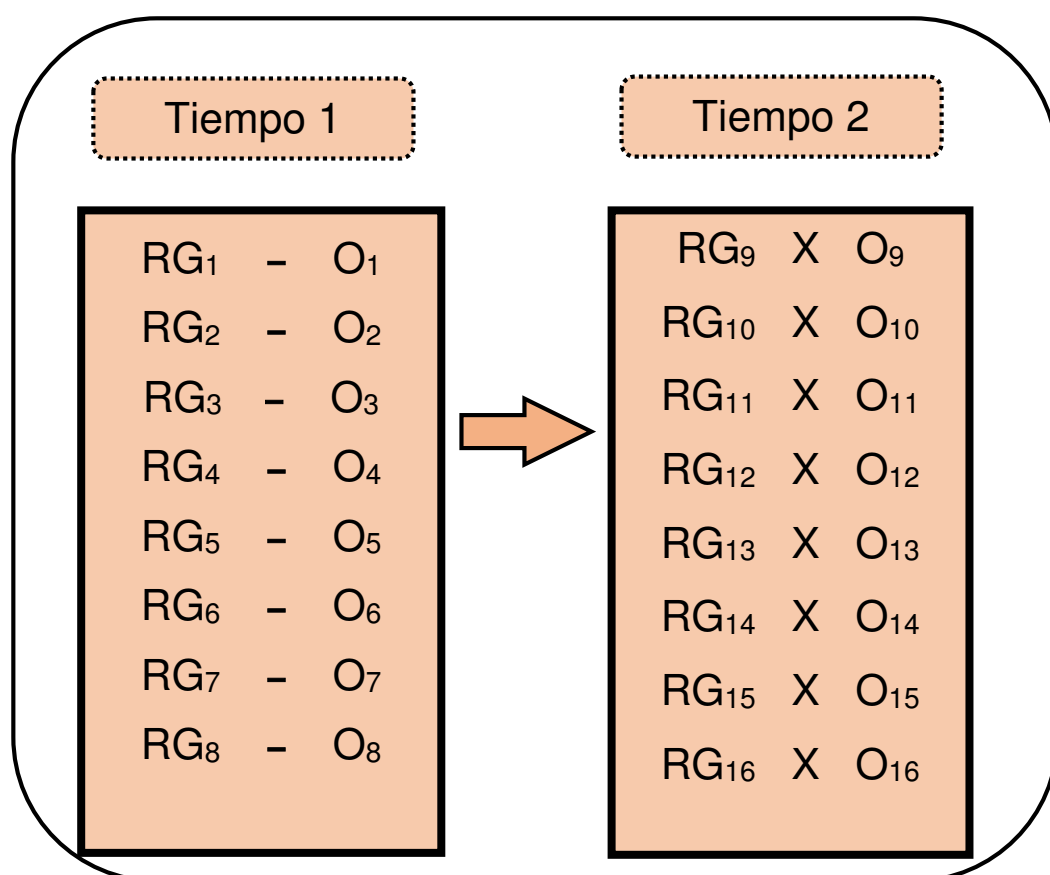 Tiempo 1
RG1 – O1
RG2 – O2
RG3 – O3
RG4 – O4
RG5 – O5
RG6 – O6
RG7 – O7
RG8 – O8
Tiempo 2
RG9 X O9
RG10 X O10
RG11 X O11
RG12 X O12
RG13 X O13
RG14 X O14
RG15 X O15
RG16 X O16